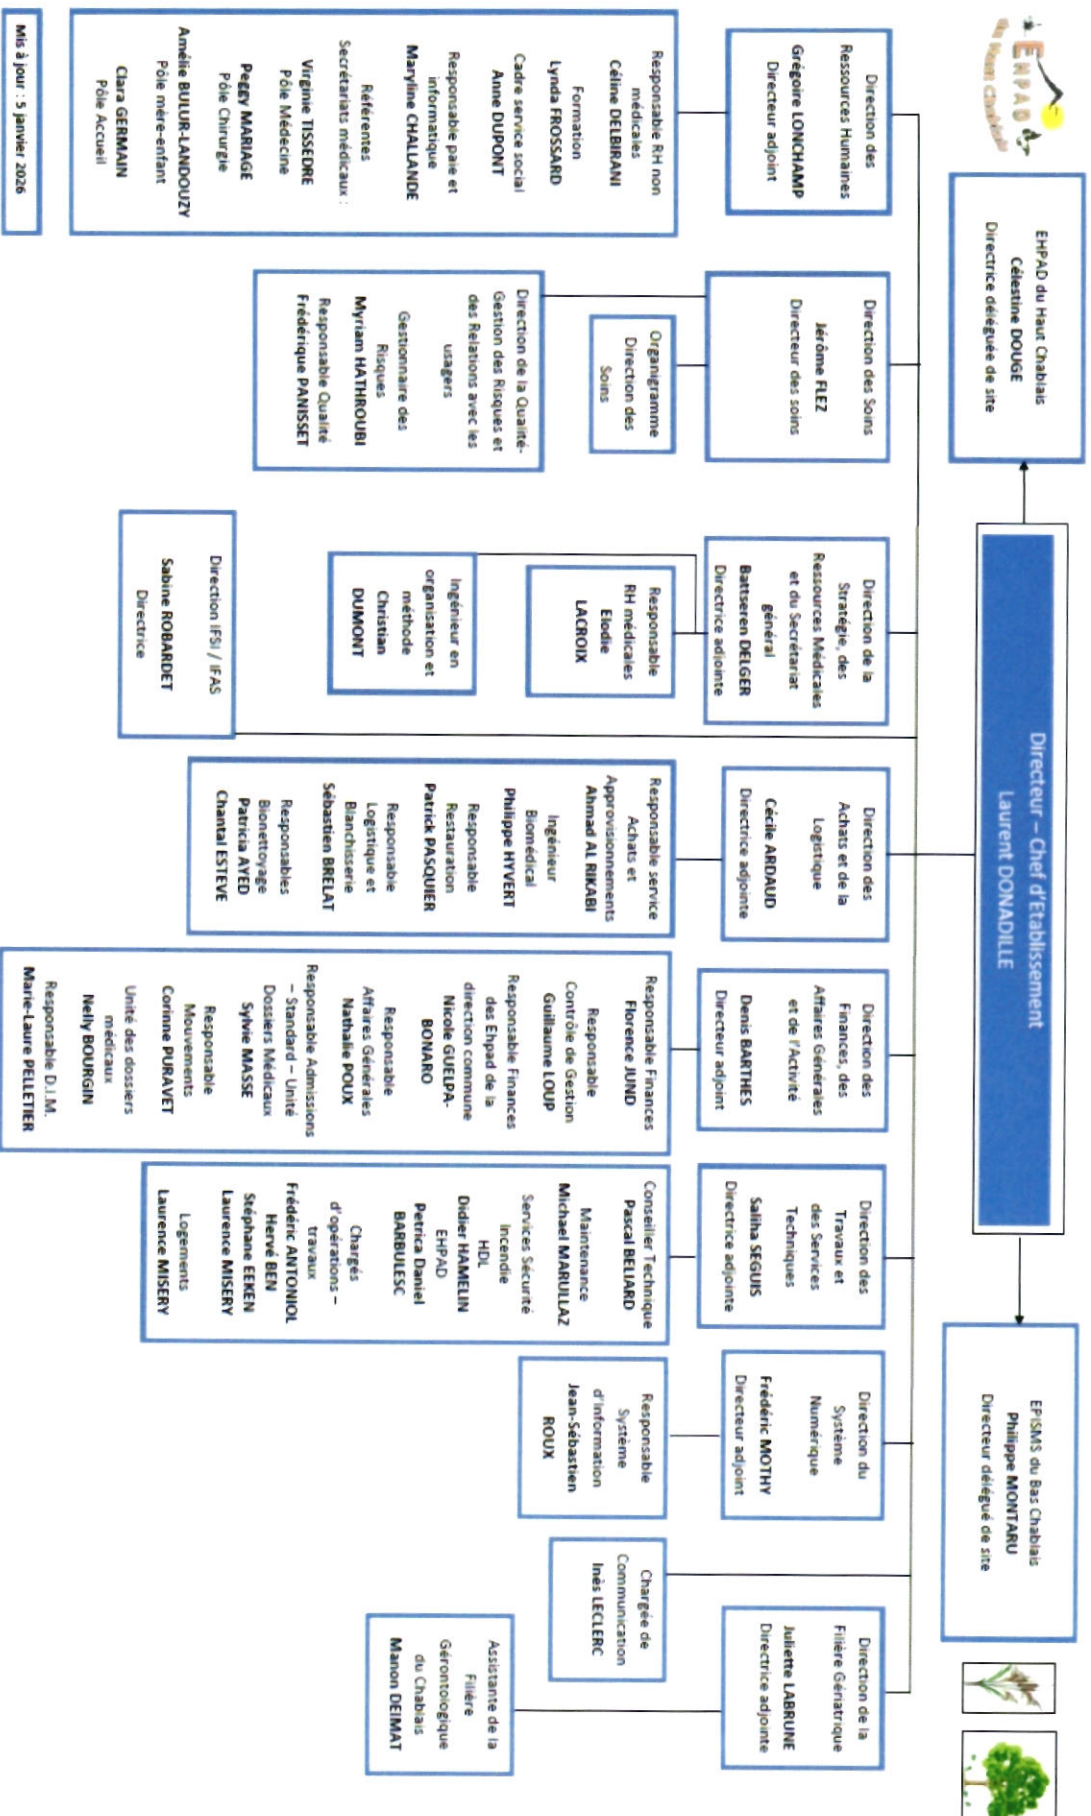 EHPAD
du Haut Chablais
EHPAD du Haut Chablais
Célestine DOUGE
Directrice déléguée de site
Directeur – Chef d'Etablissement
Laurent DONADILLE
EPISMS du Bas Chablais
Philippe MONTARU
Directeur délégué de site
Direction des
Ressources Humaines
Grégoire LONCHAMP
Directeur adjoint
Responsable RH non
médicales
Céline DELBIRANI
Formation
Lynda FROSSARD
Cadre service social
Anne DUPONT
Responsable paie et
informatique
Maryline CHALLANDE
Référentes
Secrétariats médicaux :
Virginie TISSEDRE
Pôle Médecine
Peggy MARIAGE
Pôle Chirurgie
Amélie BULUR-LANDOUZY
Pôle mère-enfant
Clara GERMAIN
Pôle Accueil
Direction des Soins
Jérôme FLEZ
Directeur des soins
Organigramme
Direction des
Soins
Direction de la Qualité-
Gestion des Risques et
des Relations avec les
usagers
Gestionnaire des
Risques
Myriam HATHROUBI
Responsable Qualité
Frédérique PANISSET
Direction de la
Stratégie, des
Ressources Médicales
et du Secrétariat
général
Battseren DELGER
Directrice adjointe
Responsable
RH médicales
Elodie
LACROIX
Ingénieur en
organisation et
méthode
Christian
DUMONT
Direction IFSI / IFAS
Sabine ROBARDET
Directrice
Direction des
Achats et de la
Logistique
Cécile ARDAUD
Directrice adjointe
Responsable service
Achats et
Approvisionnements
Ahmad AL RIKABI
Ingénieur
Biomédical
Philippe HYVERT
Responsable
Restauration
Patrick PASQUIER
Responsable
Logistique et
Blanchisserie
Sébastien BRELAT
Responsables
Bionettoyage
Patricia AYED
Chantal ESTEVE
Direction des
Finances, des
Affaires Générales
et de l'Activité
Denis BARTHES
Directeur adjoint
Responsable Finances
Florence JUND
Responsable
Contrôle de Gestion
Guillaume LOUP
Responsable Finances
des Ehpad de la
direction commune
Nicole GUELPA-
BONARO
Responsable
Affaires Générales
Nathalie POUX
Responsable Admissions
– Standard – Unité
Dossiers Médicaux
Sylvie MASSE
Responsable
Mouvements
Corinne PURAVET
Unité des dossiers
médicaux
Nelly BOURGIN
Responsable D.I.M.
Marie-Laure PELLETIER
Direction des
Travaux et
des Services
Techniques
Saliha SEGUIS
Directrice adjointe
Conseiller Technique
Pascal BELIARD
Maintenance
Michael MARULLAZ
Services Sécurité
Incendie
HDL
Didier HAMELIN
EHPAD
Petrica Daniel
BARBULESC
Chargés
d'opérations –
travaux
Frédéric ANTONIOL
Hervé BEN
Stéphane EEKEN
Laurence MISERY
Logements
Laurence MISERY
Direction du
Système
Numérique
Frédéric MOTHY
Directeur adjoint
Responsable
Système
d'Information
Jean-Sébastien
ROUX
Chargée de
Communication
Inès LECLERC
Direction de la
Filière Gériatrique
Juliette LABRUNE
Directrice adjointe
Assistante de la
Filière
Gérontologique
du Chablais
Manon DEIMAT
Mis à jour : 5 janvier 2026